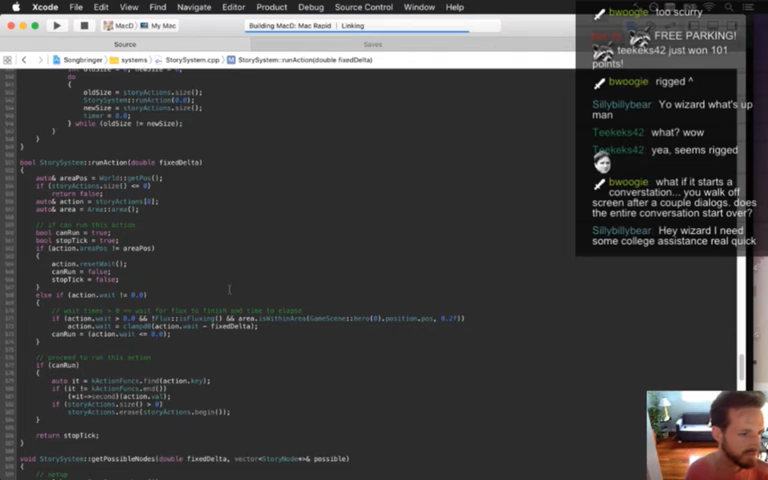 Xcode File Edit View Find Navigate Editor Product Debug Source Control Window Help
MacD My Mac
Building MacD: Mac Rapid | Linking
Source Saves
Songbringer systems StorySystem.cpp StorySystem::runAction(double fixedDelta)
do
{
oldSize = storyActions.size();
StorySystem::runAction(0.0);
newSize = storyActions.size();
timer = 0.0;
} while (oldSize != newSize);
}
}
bool StorySystem::runAction(double fixedDelta)
{
auto& areaPos = World::getPos();
if (storyActions.size() <= 0)
return false;
auto& action = storyActions[0];
auto& area = Area::area();
// if can run this action
bool canRun = true;
bool stopTick = true;
if (action.areaPos != areaPos)
{
action.resetWait();
canRun = false;
stopTick = false;
}
else if (action.wait != 0.0)
{
// wait times > 0 == wait for flux to finish and time to elapse
if (action.wait > 0.0 && !Flux::isFluxing() && area.isWithinArea(GameScene::hero(0).position.pos, 0.2f))
action.wait = clampd0(action.wait - fixedDelta);
canRun = (action.wait <= 0.0);
}
// proceed to run this action
if (canRun)
{
auto it = kActionFuncs.find(action.key);
if (it != kActionFuncs.end())
(*it->second)(action.val);
if (storyActions.size() > 0)
storyActions.erase(storyActions.begin());
}
return stopTick;
}
void StorySystem::getPossibleNodes(double fixedDelta, vector<StoryNode*>& possible)
{
// setup
bwoogie too scurry
FREE PARKING!
teekeks42 just won 101
points!
bwoogie rigged ^
Sillybillybear Yo wizard what's up
man
Teekeks42 what? wow
Teekeks42 yea, seems rigged
bwoogie what if it starts a
converstation... you walk off
screen after a couple dialogs. does
the entire conversation start over?
Sillybillybear Hey wizard I need
some college assistance real quick